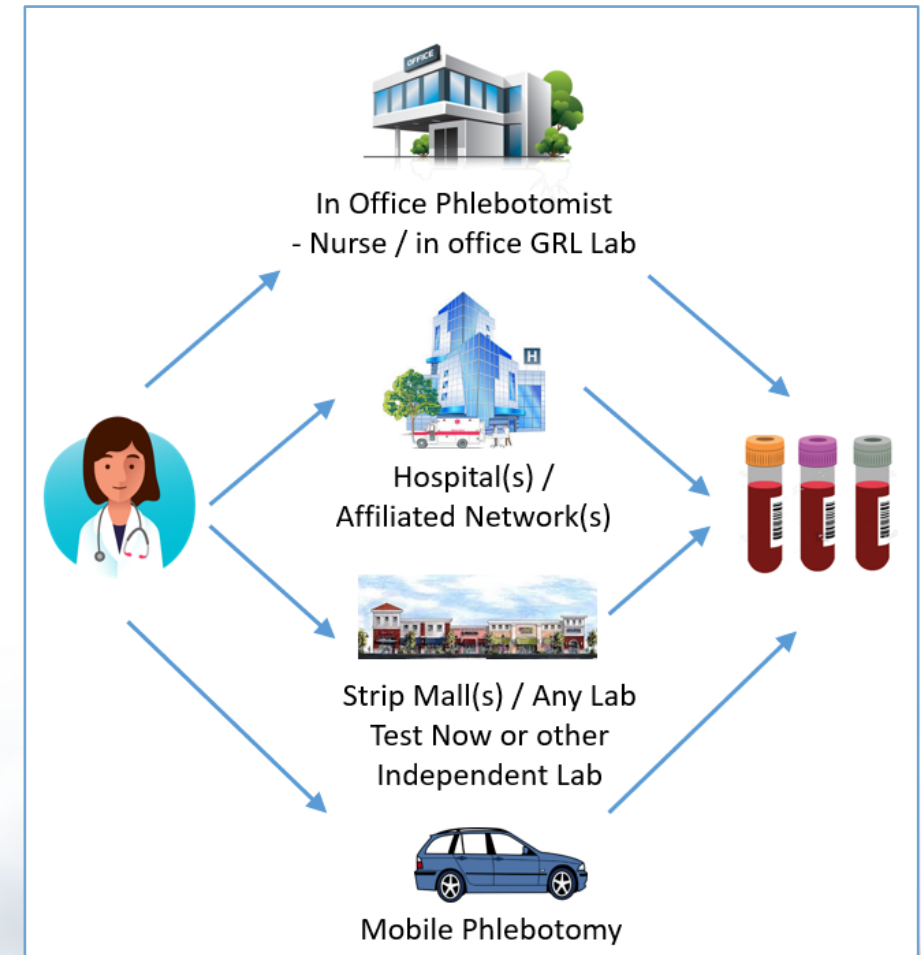 OFFICE
In Office Phlebotomist
- Nurse / in office GRL Lab
H
Hospital(s) /
Affiliated Network(s)
Strip Mall(s) / Any Lab
Test Now or other
Independent Lab
Mobile Phlebotomy